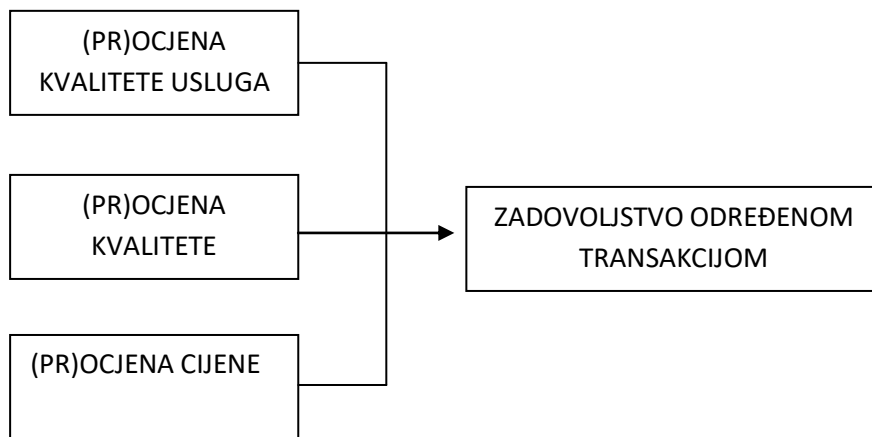 (PR)OCJENA
KVALITETE USLUGA
(PR)OCJENA
KVALITETE
(PR)OCJENA CIJENE
ZADOVOLJSTVO ODREĐENOM
TRANSAKCIJOM